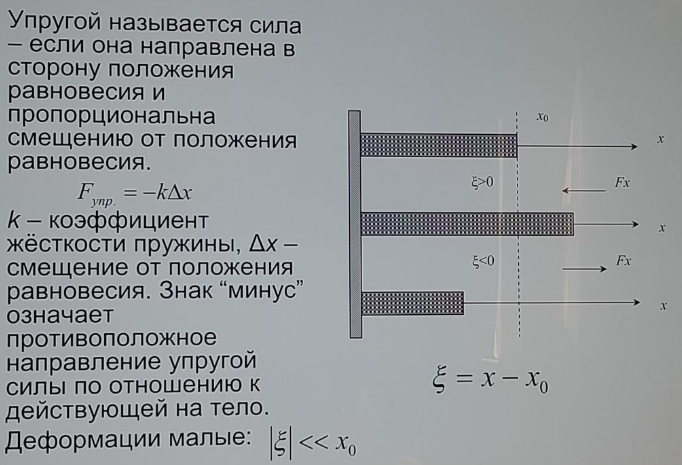 Упругой называется сила
– если она направлена в
сторону положения
равновесия и
пропорциональна
смещению от положения
равновесия.
Fупр. = −kΔx
k – коэффициент
жёсткости пружины, Δx –
смещение от положения
равновесия. Знак “минус”
означает
противоположное
направление упругой
силы по отношению к
действующей на тело.
Деформации малые: |ξ| << x₀
x₀
x
ξ>0
Fx
x
ξ<0
Fx
x
ξ = x − x₀